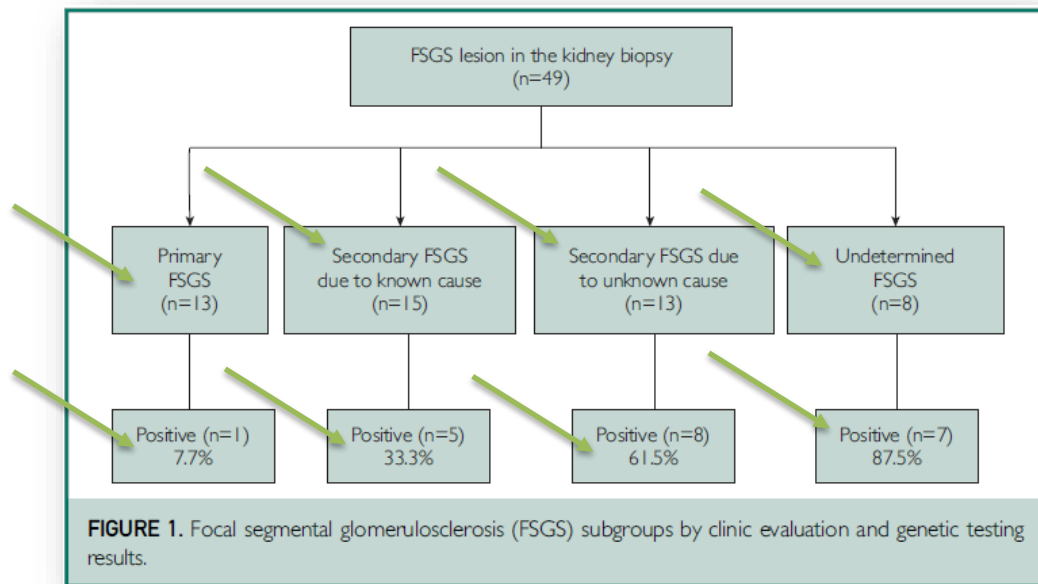 FSGS lesion in the kidney biopsy
(n=49)
Primary
FSGS
(n=13)
Secondary FSGS
due to known cause
(n=15)
Secondary FSGS due
to unknown cause
(n=13)
Undetermined
FSGS
(n=8)
Positive (n=1)
7.7%
Positive (n=5)
33.3%
Positive (n=8)
61.5%
Positive (n=7)
87.5%
FIGURE 1. Focal segmental glomerulosclerosis (FSGS) subgroups by clinic evaluation and genetic testing
results.